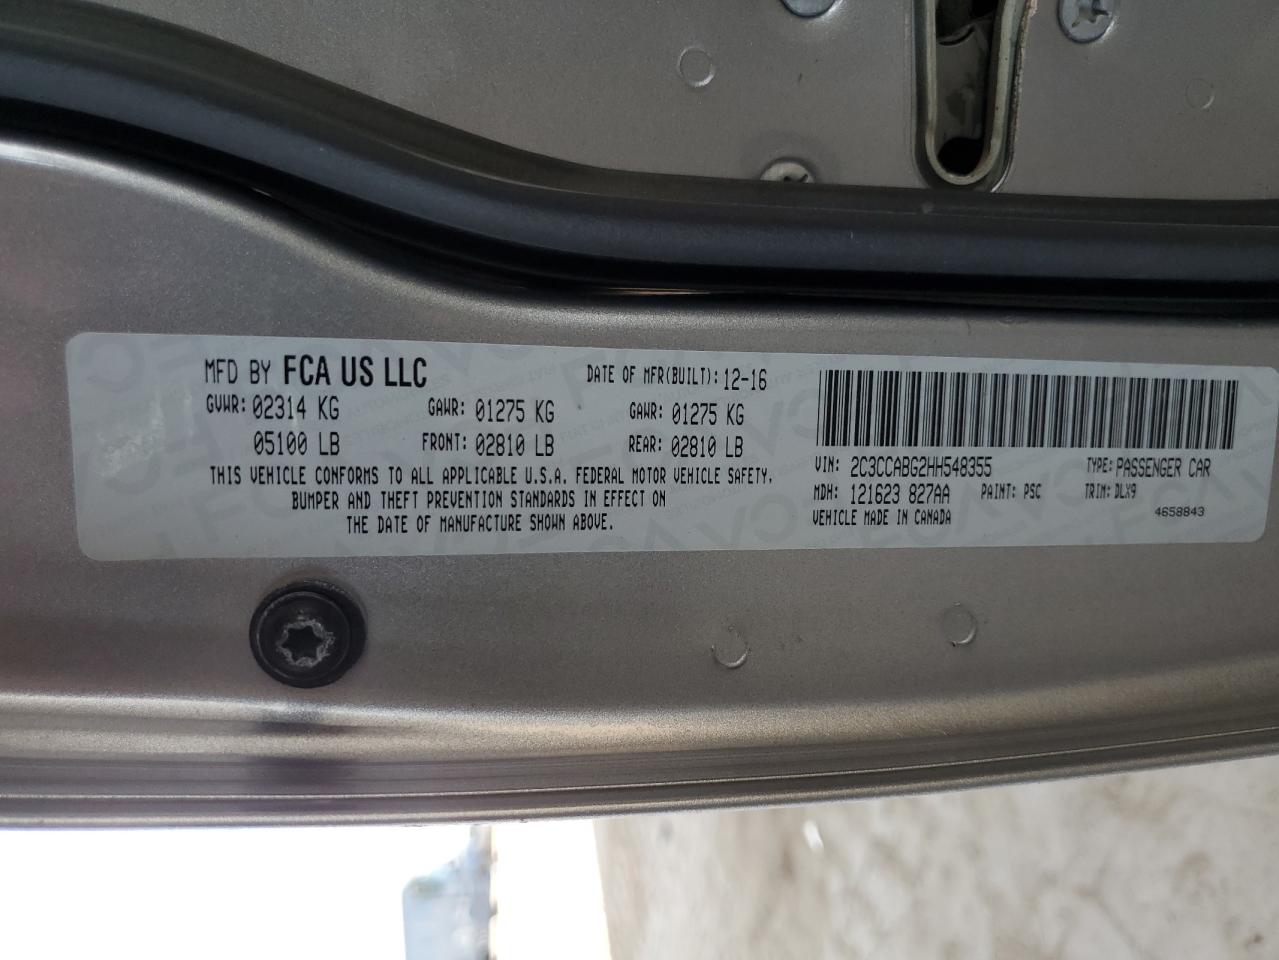 MFD BY FCA US LLC DATE OF MFR(BUILT): 12-16
GVWR: 02314 KG GAWR: 01275 KG GAWR: 01275 KG
05100 LB FRONT: 02810 LB REAR: 02810 LB
THIS VEHICLE CONFORMS TO ALL APPLICABLE U.S.A. FEDERAL MOTOR VEHICLE SAFETY,
BUMPER AND THEFT PREVENTION STANDARDS IN EFFECT ON
THE DATE OF MANUFACTURE SHOWN ABOVE.
VIN: 2C3CCABG2HH548355 TYPE: PASSENGER CAR
MDH: 121623 827AA PAINT: PSC TRIM: DLX9
VEHICLE MADE IN CANADA 4658843